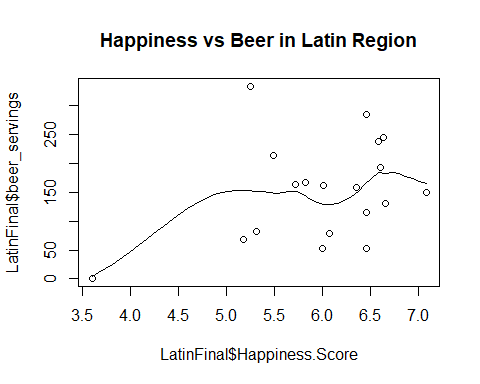 Happiness vs Beer in Latin Region
LatinFinal$beer_servings
250
150
50
0
3.5 4.0 4.5 5.0 5.5 6.0 6.5 7.0
LatinFinal$Happiness.Score